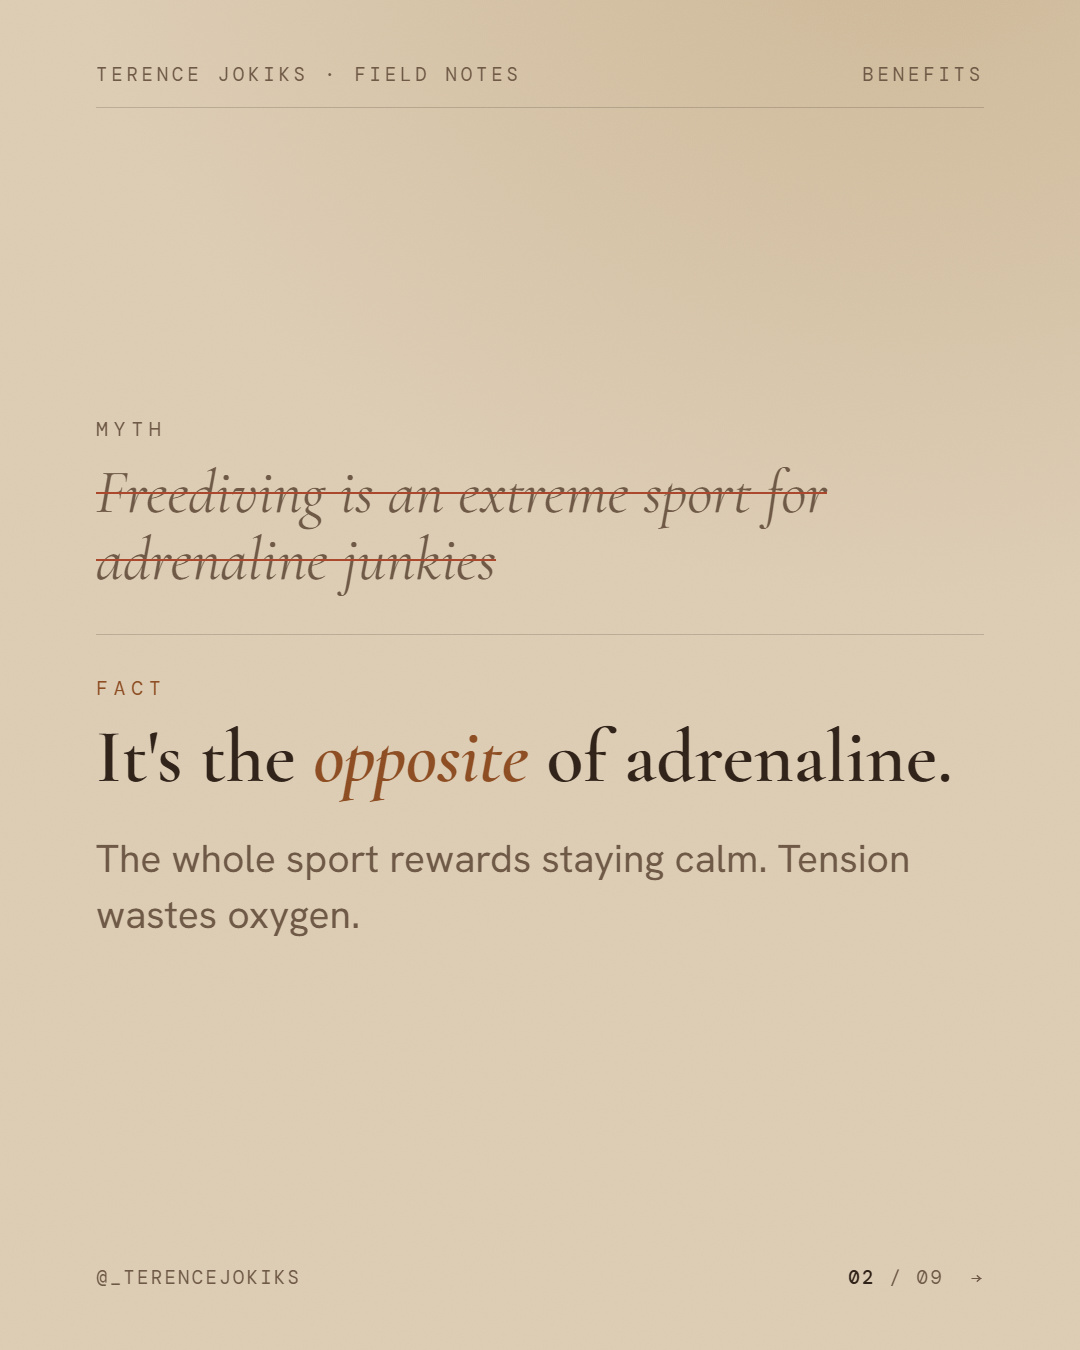 TERENCE JOKIKS · FIELD NOTES
BENEFITS
MYTH
Freediving is an extreme sport for
adrenaline junkies
FACT
It's the opposite of adrenaline.
The whole sport rewards staying calm. Tension
wastes oxygen.
@_TERENCEJOKIKS
02 / 09 →